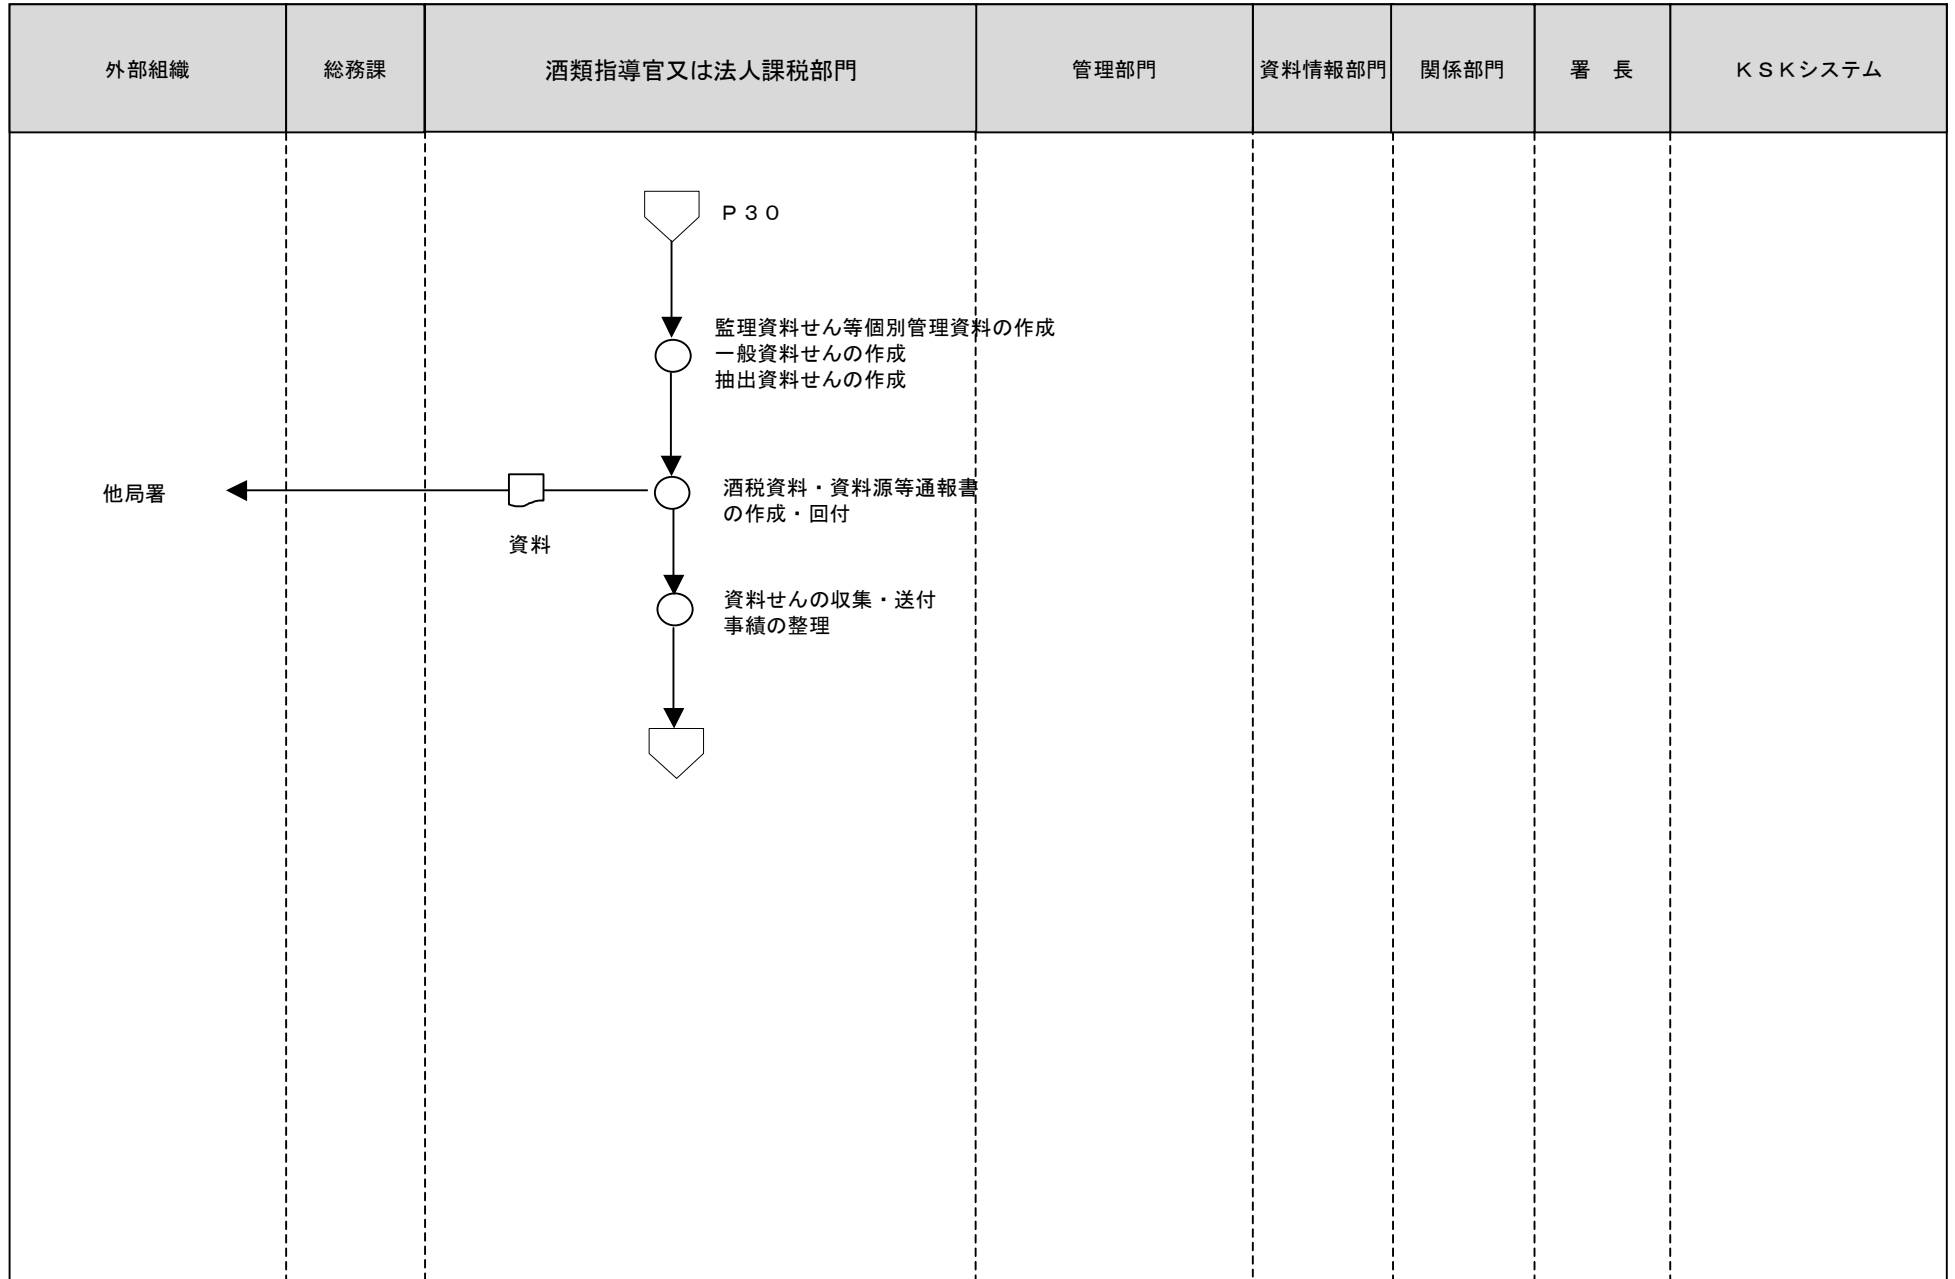 外部組織
総務課
酒類指導官又は法人課税部門
管理部門
資料情報部門
関係部門
署　長
ＫＳＫシステム
Ｐ３０
監理資料せん等個別管理資料の作成
一般資料せんの作成
抽出資料せんの作成
他局署
酒税資料・資料源等通報書
の作成・回付
資料
資料せんの収集・送付
事績の整理